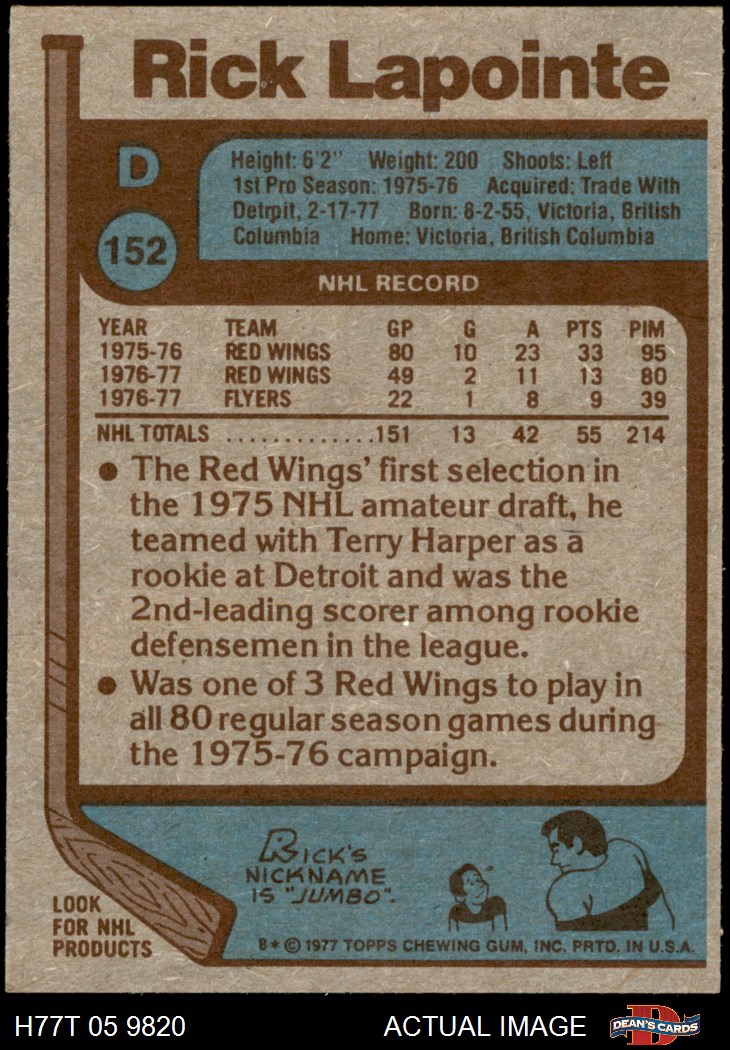 Rick Lapointe
D
152
Height: 6'2" Weight: 200 Shoots: Left
1st Pro Season: 1975-76 Acquired: Trade With
Detroit, 2-17-77 Born: 8-2-55, Victoria, British
Columbia Home: Victoria, British Columbia
NHL RECORD
YEAR TEAM GP G A PTS PIM
1975-76 RED WINGS 80 10 23 33 95
1976-77 RED WINGS 49 2 11 13 80
1976-77 FLYERS 22 1 8 9 39
NHL TOTALS .............151 13 42 55 214
● The Red Wings' first selection in
the 1975 NHL amateur draft, he
teamed with Terry Harper as a
rookie at Detroit and was the
2nd-leading scorer among rookie
defensemen in the league.
● Was one of 3 Red Wings to play in
all 80 regular season games during
the 1975-76 campaign.
RICK'S
NICKNAME
IS "JUMBO".
LOOK
FOR NHL
PRODUCTS
B* © 1977 TOPPS CHEWING GUM, INC. PRTD. IN U.S.A.
H77T 05 9820 ACTUAL IMAGE
D
DEAN'S CARDS